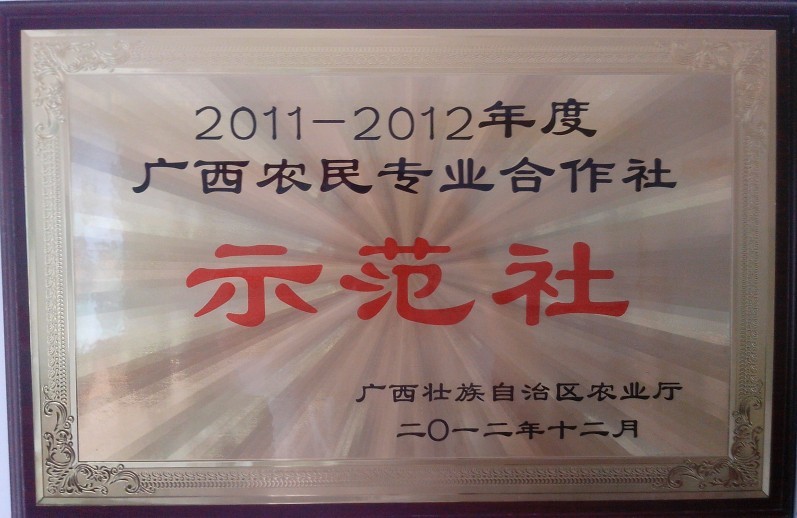 2011-2012年度
广西农民专业合作社
示范社
广西壮族自治区农业厅
二〇一二年十二月